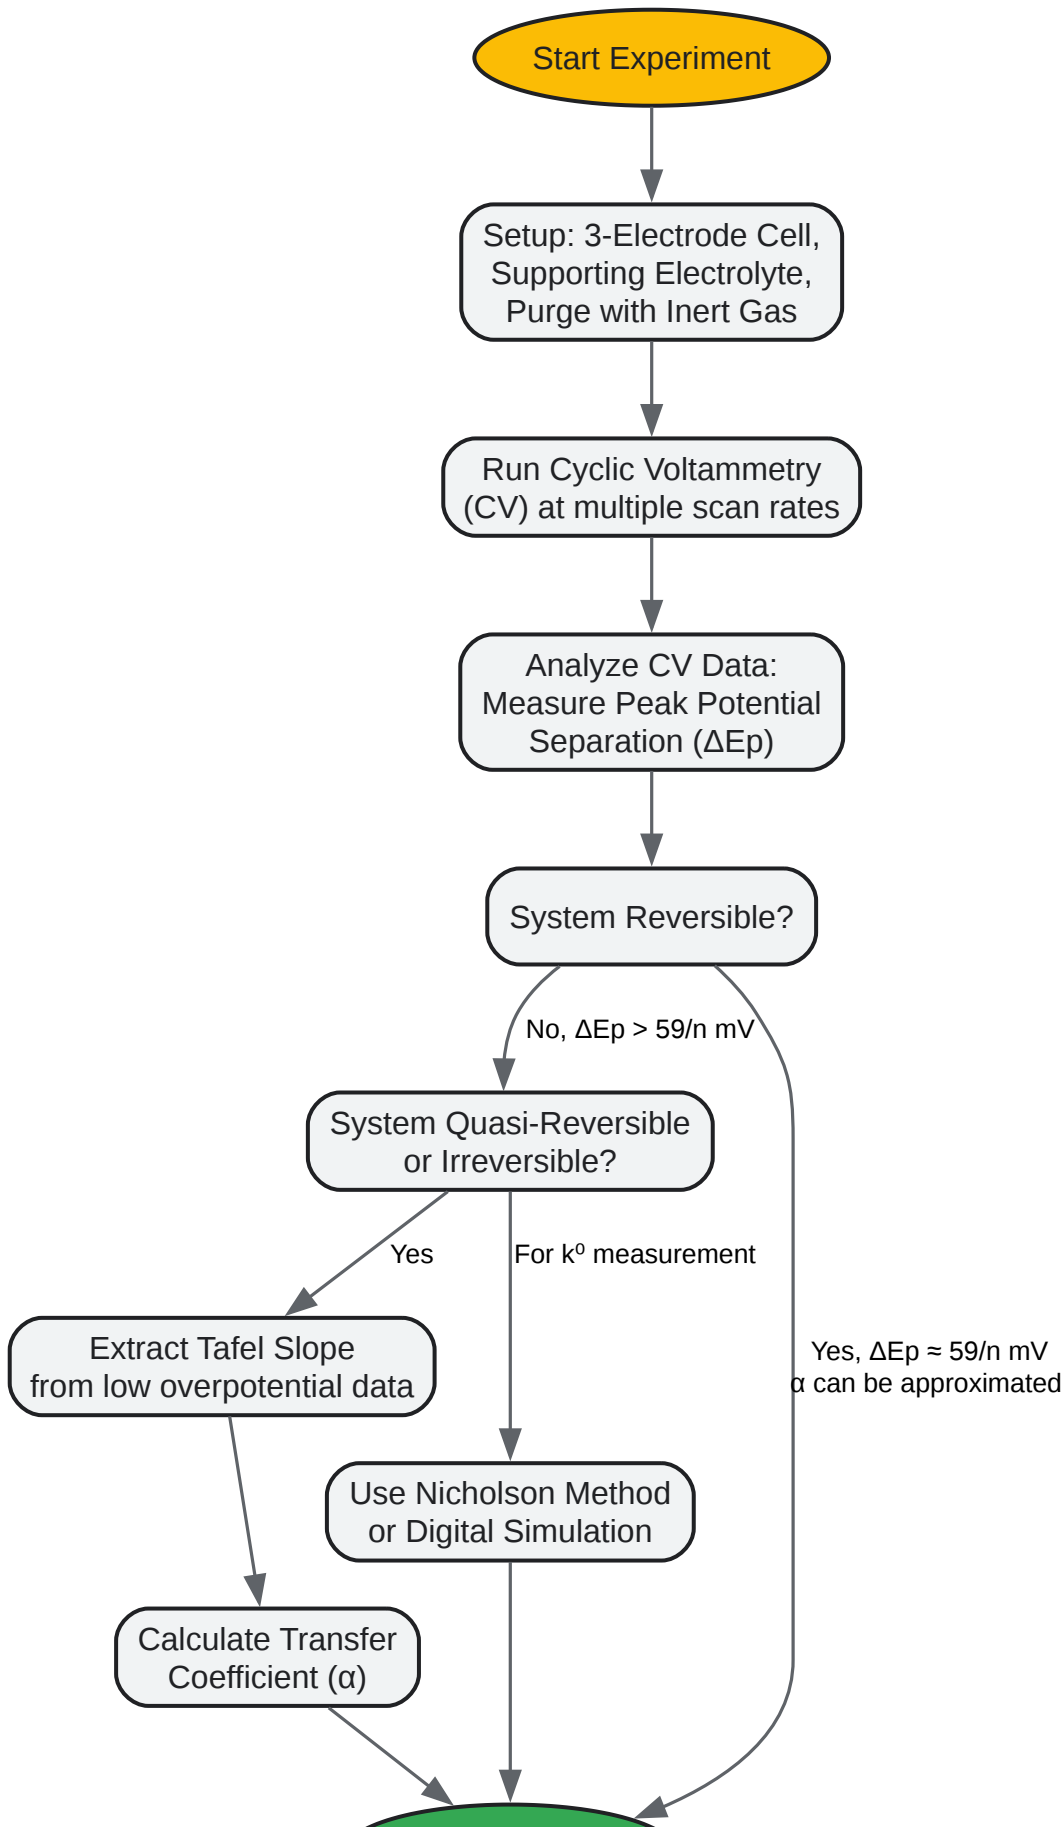 Start Experiment
Setup: 3-Electrode Cell,
Supporting Electrolyte,
Purge with Inert Gas
Run Cyclic Voltammetry
(CV) at multiple scan rates
Analyze CV Data:
Measure Peak Potential
Separation (ΔEp)
System Reversible?
No, ΔEp > 59/n mV
System Quasi-Reversible
or Irreversible?
Yes
For k⁰ measurement
Extract Tafel Slope
from low overpotential data
Yes, ΔEp ≈ 59/n mV
α can be approximated
Use Nicholson Method
or Digital Simulation
Calculate Transfer
Coefficient (α)